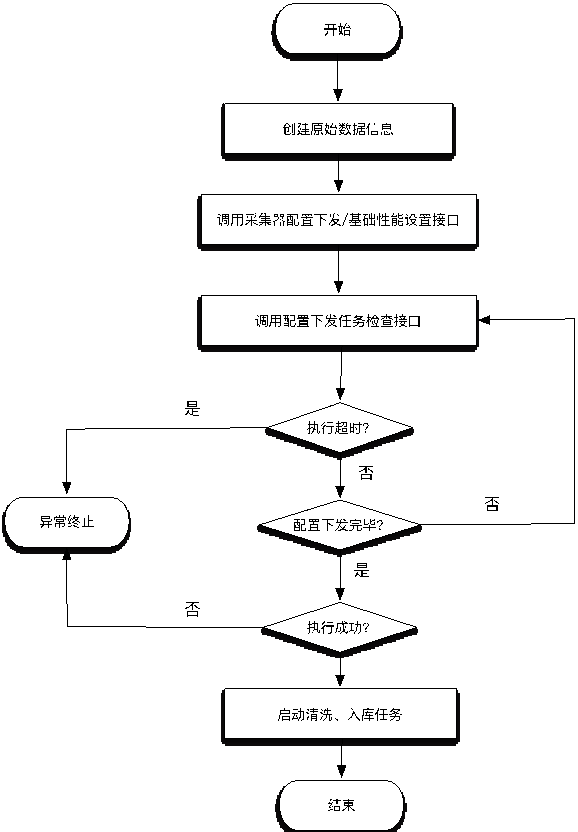 开始
创建原始数据信息
调用采集器配置下发/基础性能设置接口
调用配置下发任务检查接口
是
执行超时?
否
异常终止
配置下发完毕?
否
是
否
执行成功?
启动清洗、入库任务
结束